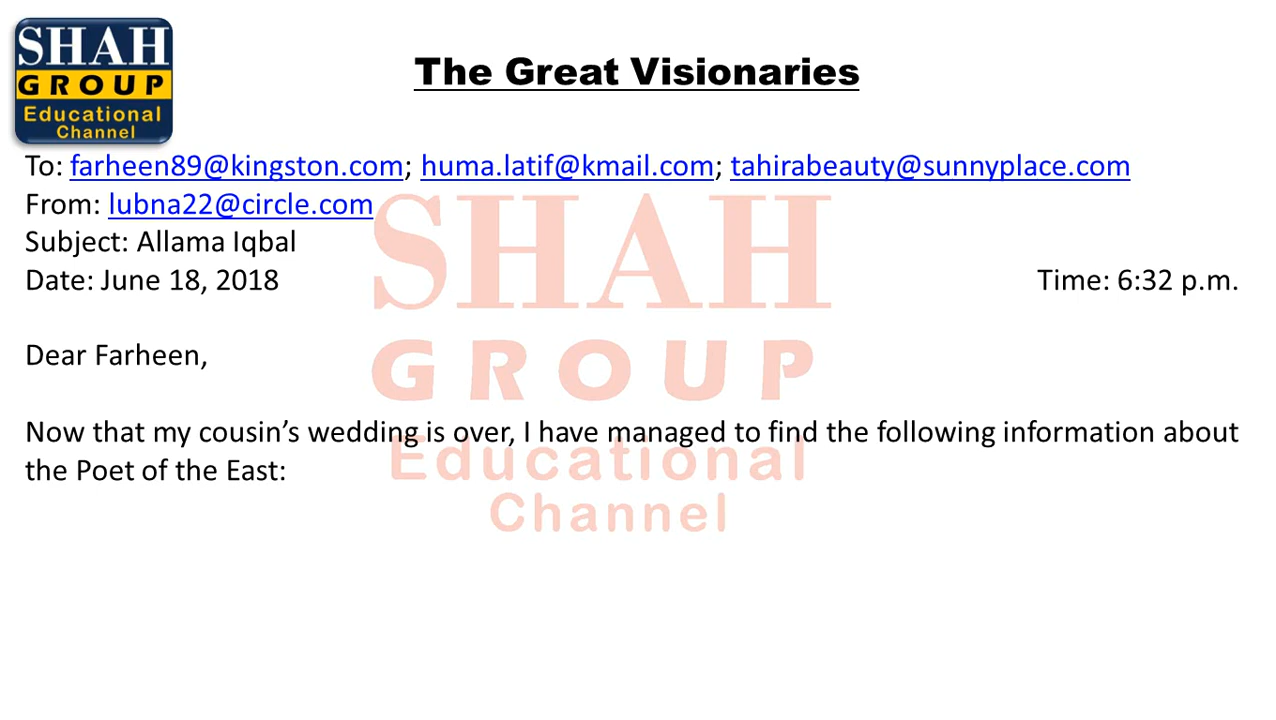 SHAH
GROUP
Educational
Channel
The Great Visionaries
To: farheen89@kingston.com; huma.latif@kmail.com; tahirabeauty@sunnyplace.com
From: lubna22@circle.com
Subject: Allama Iqbal
Date: June 18, 2018 Time: 6:32 p.m.
Dear Farheen,
Now that my cousin’s wedding is over, I have managed to find the following information about
the Poet of the East:
SHAH
GROUP
Educational
Channel